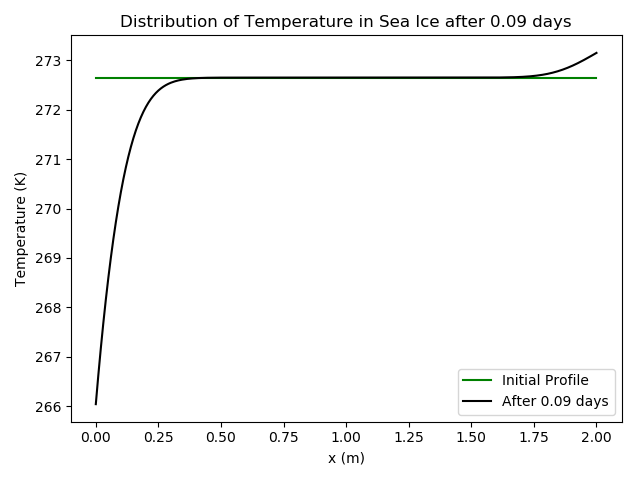 Distribution of Temperature in Sea Ice after 0.09 days
Temperature (K)
273
272
271
270
269
268
267
266
Initial Profile
After 0.09 days
0.00 0.25 0.50 0.75 1.00 1.25 1.50 1.75 2.00
x (m)